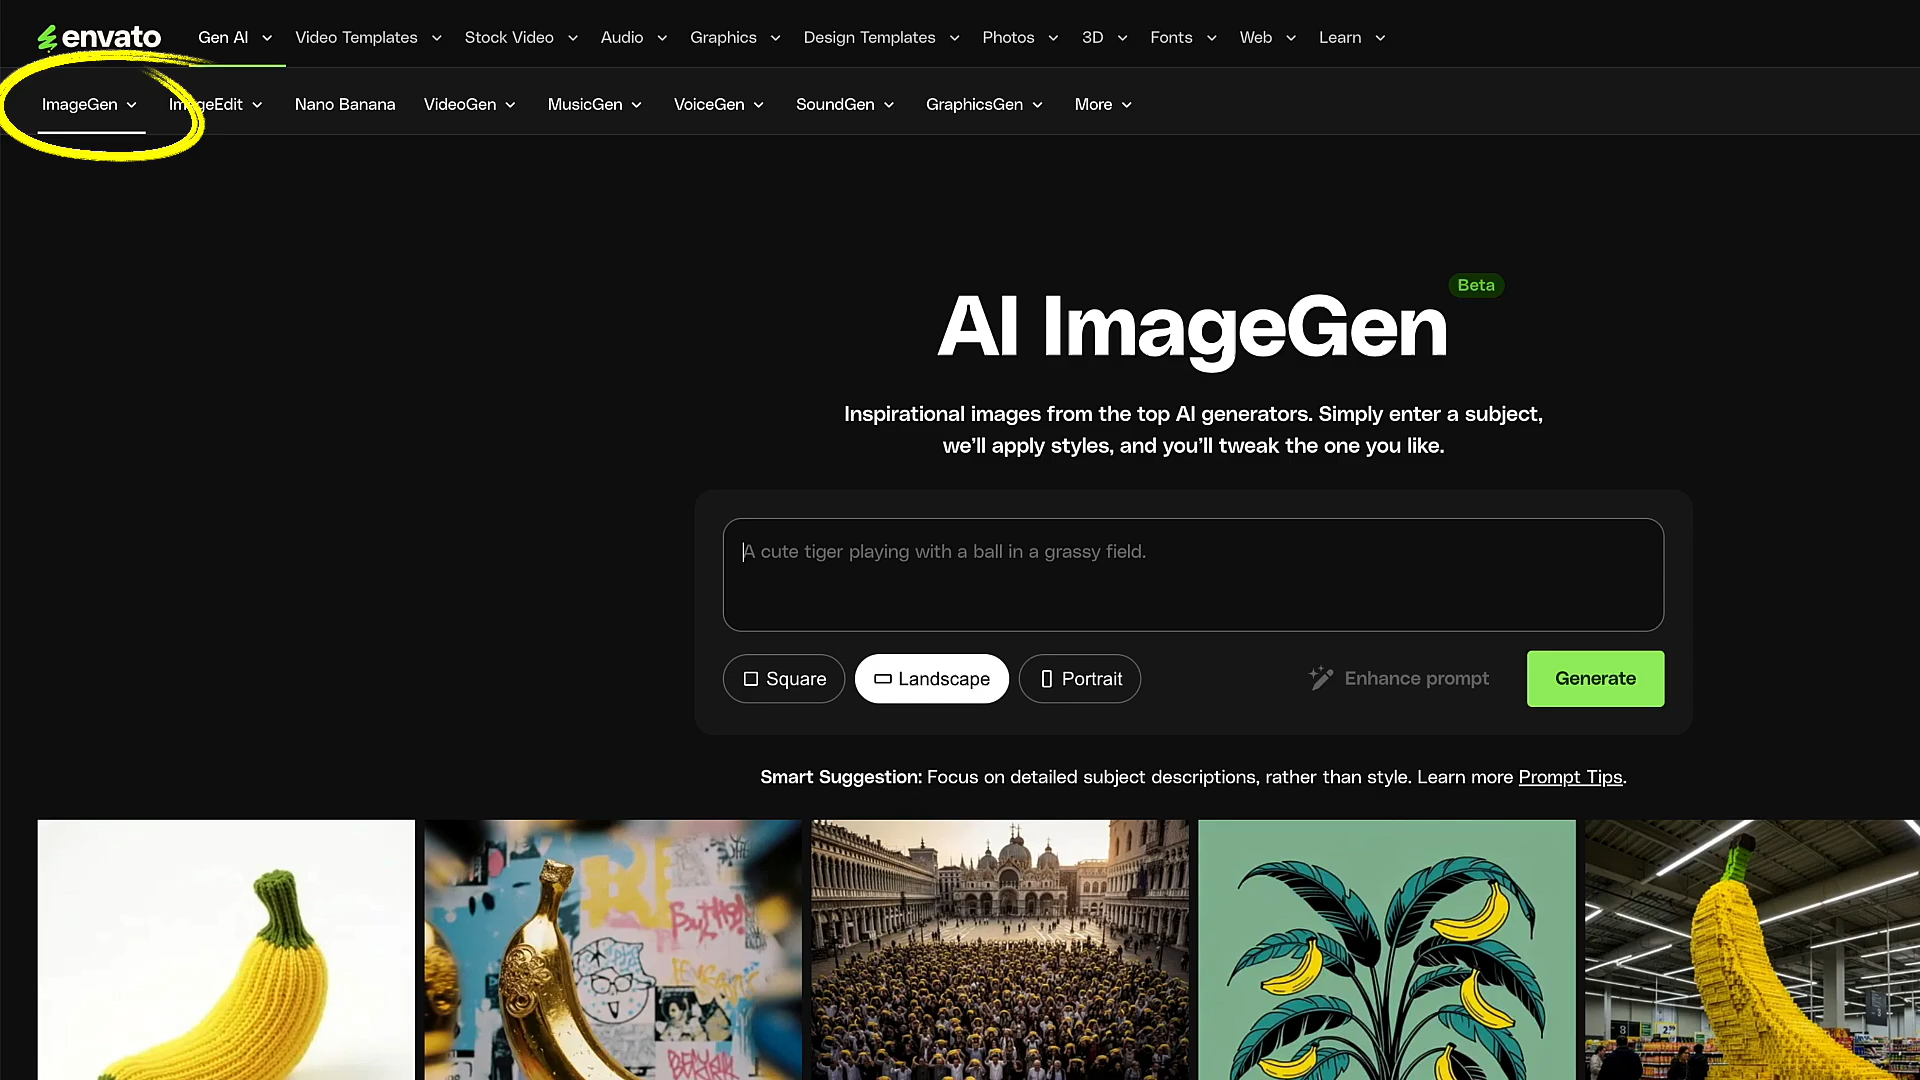 envato
Gen AI Video Templates Stock Video Audio Graphics Design Templates Photos 3D Fonts Web Learn
ImageGen ImageEdit Nano Banana VideoGen MusicGen VoiceGen SoundGen GraphicsGen More
Beta
AI ImageGen
Inspirational images from the top AI generators. Simply enter a subject,
we'll apply styles, and you'll tweak the one you like.
A cute tiger playing with a ball in a grassy field.
Square Landscape Portrait Enhance prompt Generate
Smart Suggestion: Focus on detailed subject descriptions, rather than style. Learn more Prompt Tips.